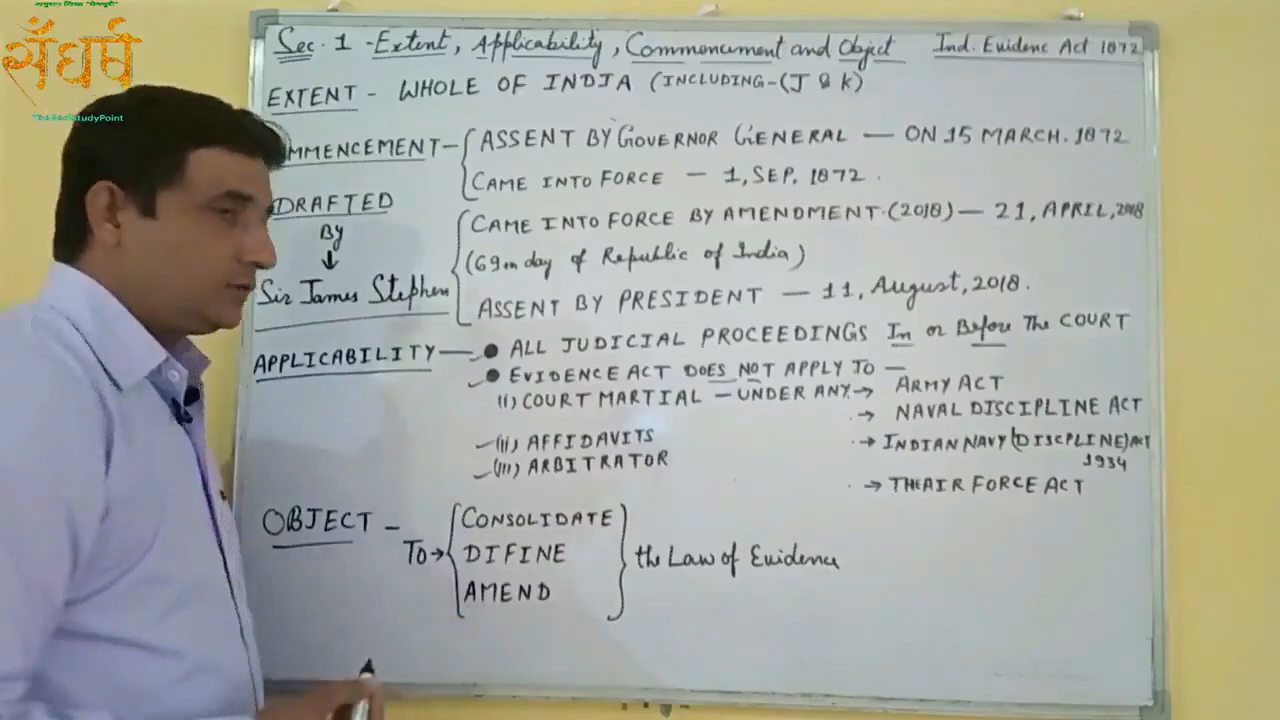 संघर्ष
TheBestStudyPoint
Sec. 1 - Extent, Applicability, Commencement and Object Ind. Evidenc Act 1872
EXTENT - WHOLE OF INDIA (INCLUDING-(J & K)
MMENCEMENT - ASSENT BY GOVERNOR GENERAL — ON 15 MARCH. 1872
CAME INTO FORCE - 1, SEP. 1872.
DRAFTED
By
Sir James Stephen
CAME INTO FORCE BY AMENDMENT.(2018) — 21, APRIL, 2018
(69th day of Republic of India)
ASSENT BY PRESIDENT — 11, August, 2018.
APPLICABILITY — ● ALL JUDICIAL PROCEEDINGS In or Before The COURT
● EVIDENCE ACT DOES NOT APPLY TO —
(I) COURT MARTIAL — UNDER ANY → ARMY ACT
→ NAVAL DISCIPLINE ACT
(II) AFFIDAVITS → INDIAN NAVY (DISCPLINE) ACT
1934
(III) ARBITRATOR
→ THE AIR FORCE ACT
OBJECT - To → CONSOLIDATE
DIFINE the Law of Evidence
AMEND